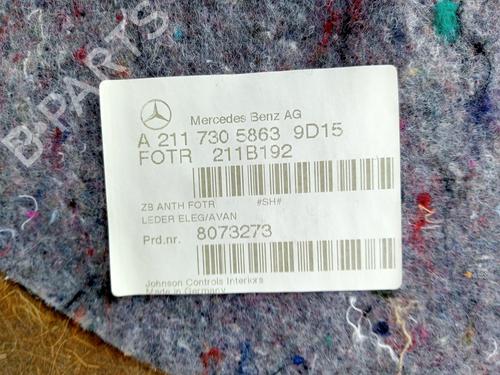 B-PARTS
Mercedes Benz AG
A 211 730 5863 9D15
FOTR 211B192
ZB ANTH FOTR #SH#
LEDER ELEG/AVAN
Prd.nr. 8073273
Johnson Controls Interiors
Made in Germany